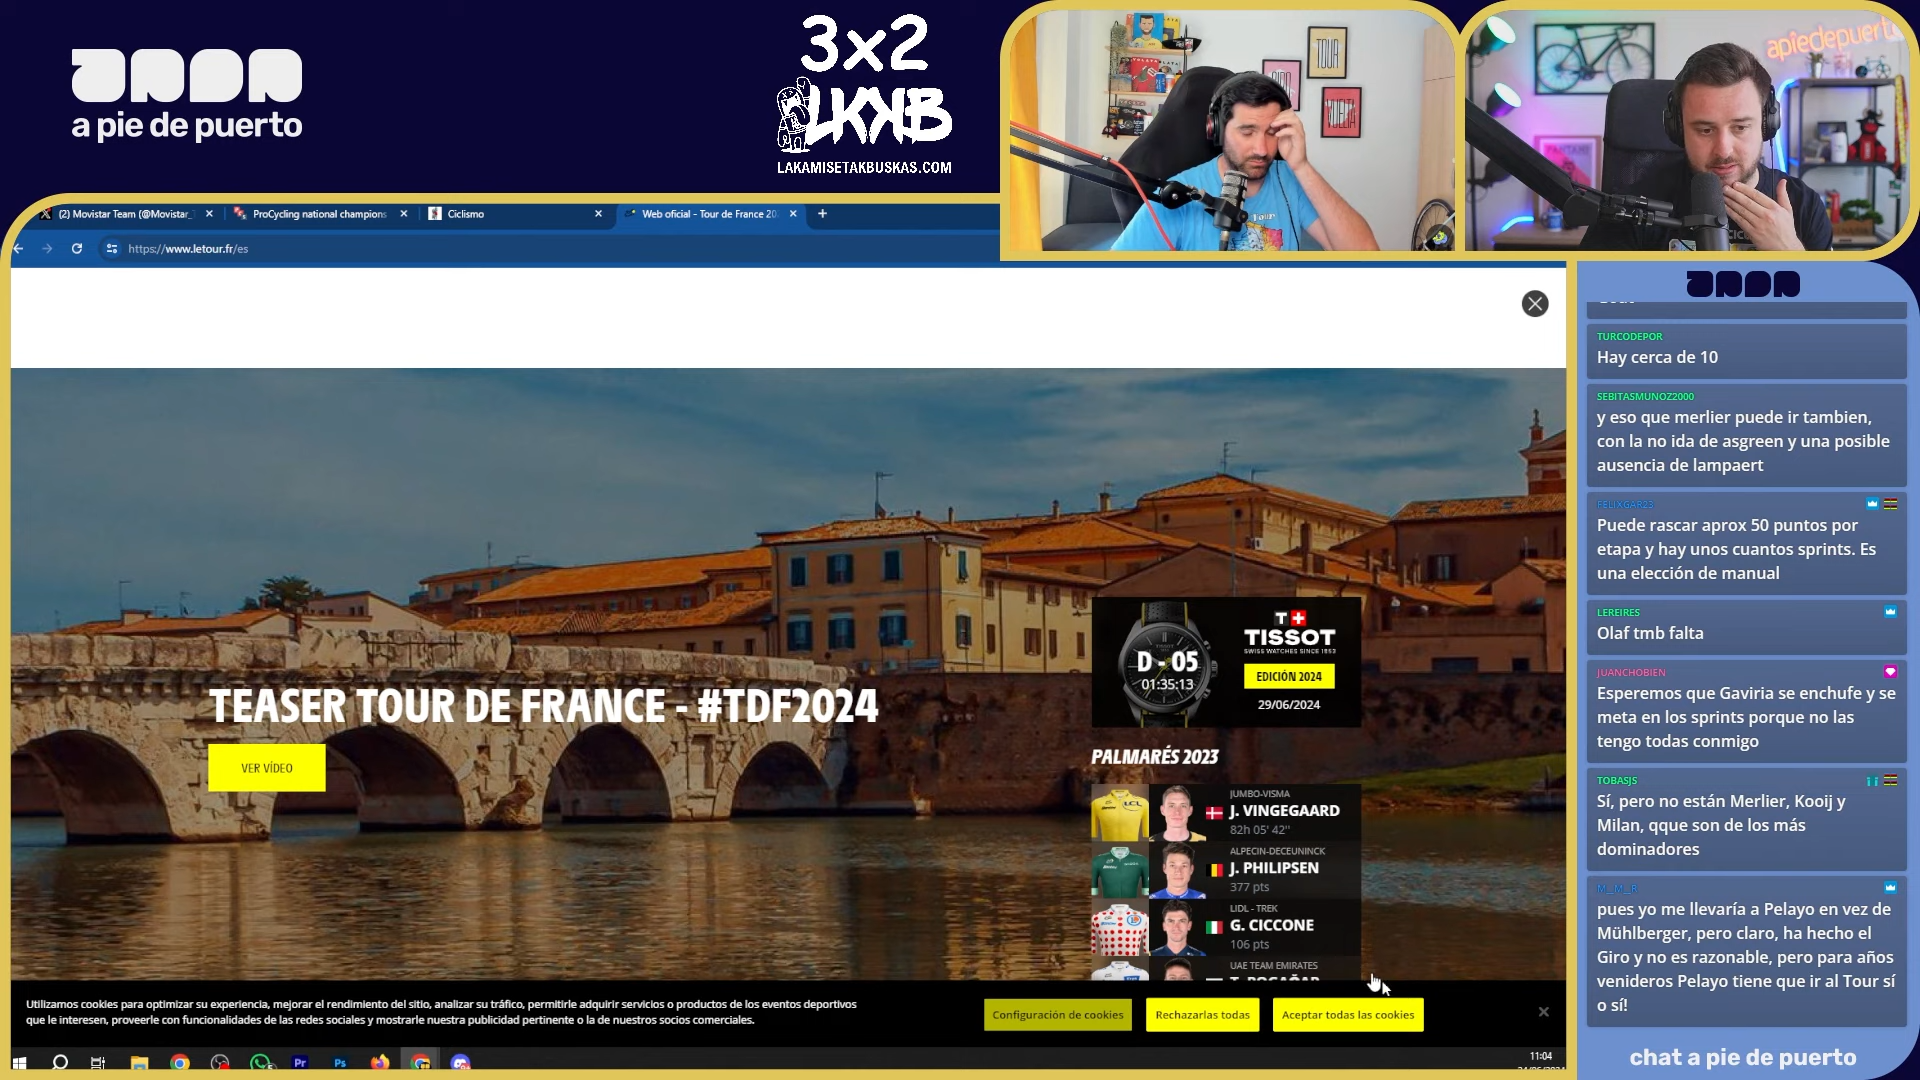 a pie de puerto
3x2
LKKB
LAKAMISETAKBUSKAS.COM
TOUR
apiedepuerto
(2) Movistar Team (@Movistar_
ProCycling national champions
Ciclismo
Web oficial - Tour de France 20
https://www.letour.fr/es
TEASER TOUR DE FRANCE - #TDF2024
VER VÍDEO
D - 05
01:35:13
TISSOT
SWISS WATCHES SINCE 1853
EDICIÓN 2024
29/06/2024
PALMARÉS 2023
LCL
JUMBO-VISMA
J. VINGEGAARD
82h 05' 42''
ALPECIN-DECEUNINCK
J. PHILIPSEN
377 pts
LIDL - TREK
G. CICCONE
106 pts
UAE TEAM EMIRATES
Utilizamos cookies para optimizar su experiencia, mejorar el rendimiento del sitio, analizar su tráfico, permitirle adquirir servicios o productos de los eventos deportivos
que le interesen, proveerle con funcionalidades de las redes sociales y mostrarle nuestra publicidad pertinente o la de nuestros socios comerciales.
Configuración de cookies
Rechazarlas todas
Aceptar todas las cookies
Pr
Ps
11:04
TURCODEPOR
Hay cerca de 10
SEBITASMUNOZ2000
y eso que merlier puede ir tambien,
con la no ida de asgreen y una posible
ausencia de lampaert
FELIXGAR23
Puede rascar aprox 50 puntos por
etapa y hay unos cuantos sprints. Es
una elección de manual
LEREIRES
Olaf tmb falta
JUANCHOBIEN
Esperemos que Gaviria se enchufe y se
meta en los sprints porque no las
tengo todas conmigo
TOBASJS
Sí, pero no están Merlier, Kooij y
Milan, qque son de los más
dominadores
M_M_R
pues yo me llevaría a Pelayo en vez de
Mühlberger, pero claro, ha hecho el
Giro y no es razonable, pero para años
venideros Pelayo tiene que ir al Tour sí
o sí!
chat a pie de puerto